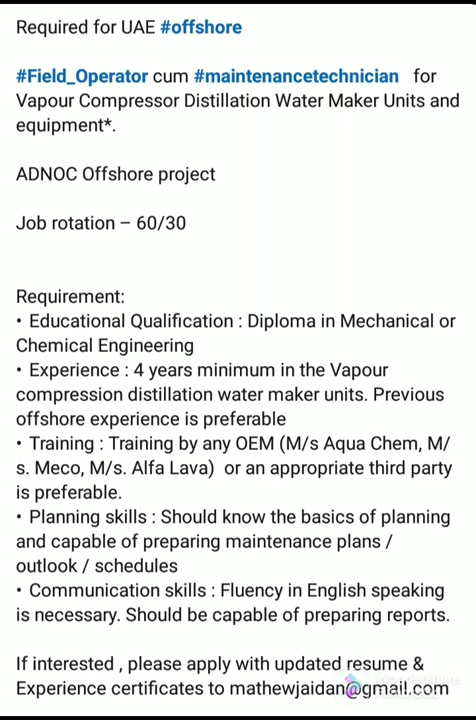 Required for UAE #offshore
#Field_Operator cum #maintenancetechnician for
Vapour Compressor Distillation Water Maker Units and
equipment*.
ADNOC Offshore project
Job rotation – 60/30
Requirement:
• Educational Qualification : Diploma in Mechanical or
Chemical Engineering
• Experience : 4 years minimum in the Vapour
compression distillation water maker units. Previous
offshore experience is preferable
• Training : Training by any OEM (M/s Aqua Chem, M/
s. Meco, M/s. Alfa Lava) or an appropriate third party
is preferable.
• Planning skills : Should know the basics of planning
and capable of preparing maintenance plans /
outlook / schedules
• Communication skills : Fluency in English speaking
is necessary. Should be capable of preparing reports.
If interested , please apply with updated resume &
Experience certificates to mathewjaidan@gmail.com